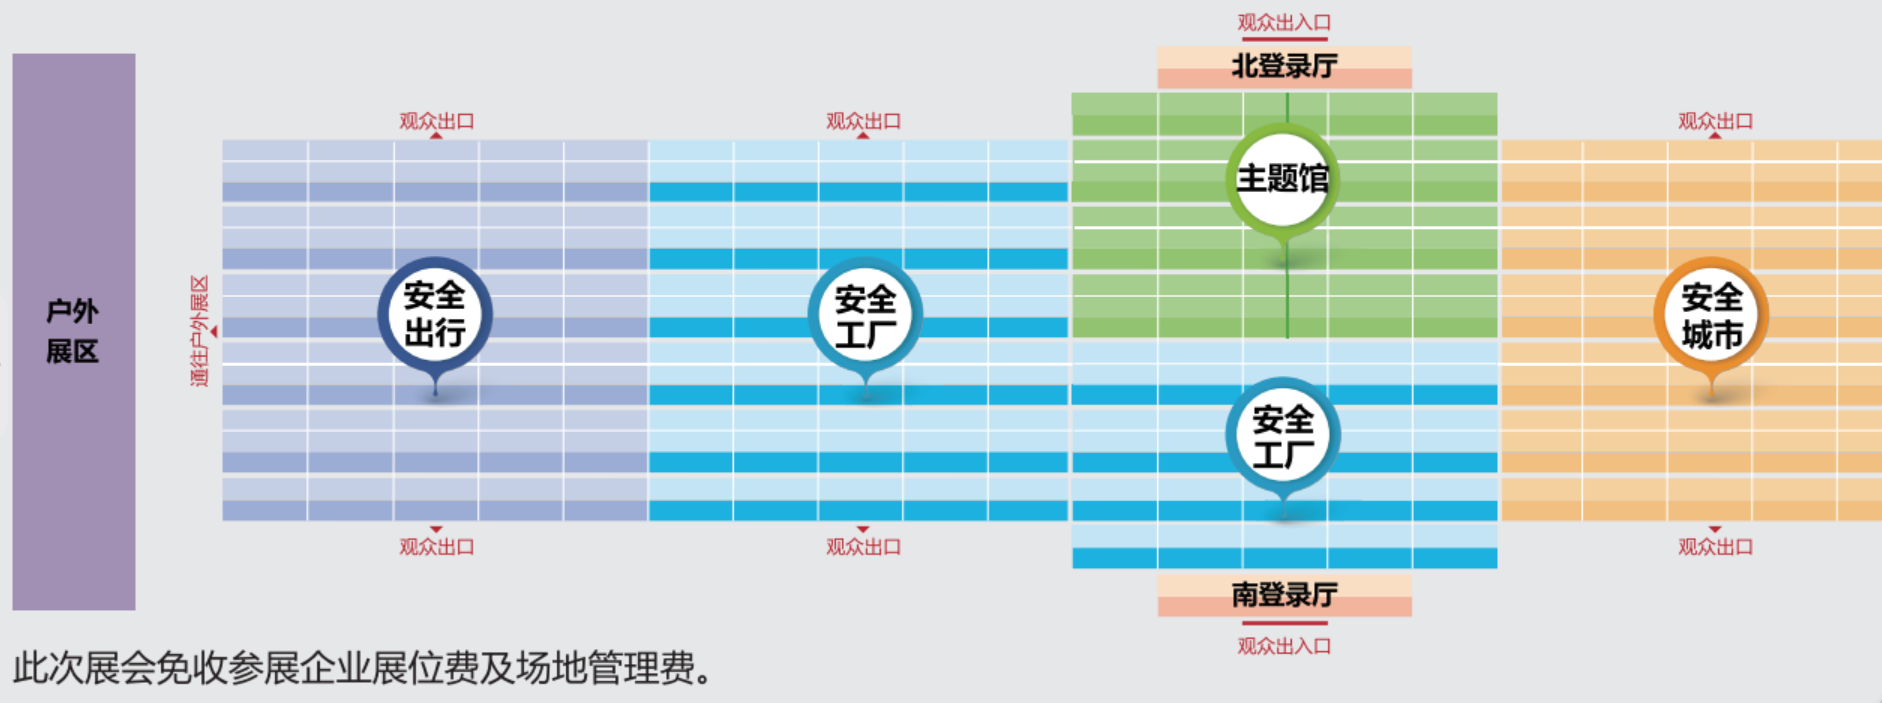 观众出入口
北登录厅
观众出口
观众出口
观众出口
主题馆
户外
展区
通往户外展区
安全
出行
安全
工厂
安全
城市
安全
工厂
观众出口
观众出口
观众出口
南登录厅
观众出入口
此次展会免收参展企业展位费及场地管理费。